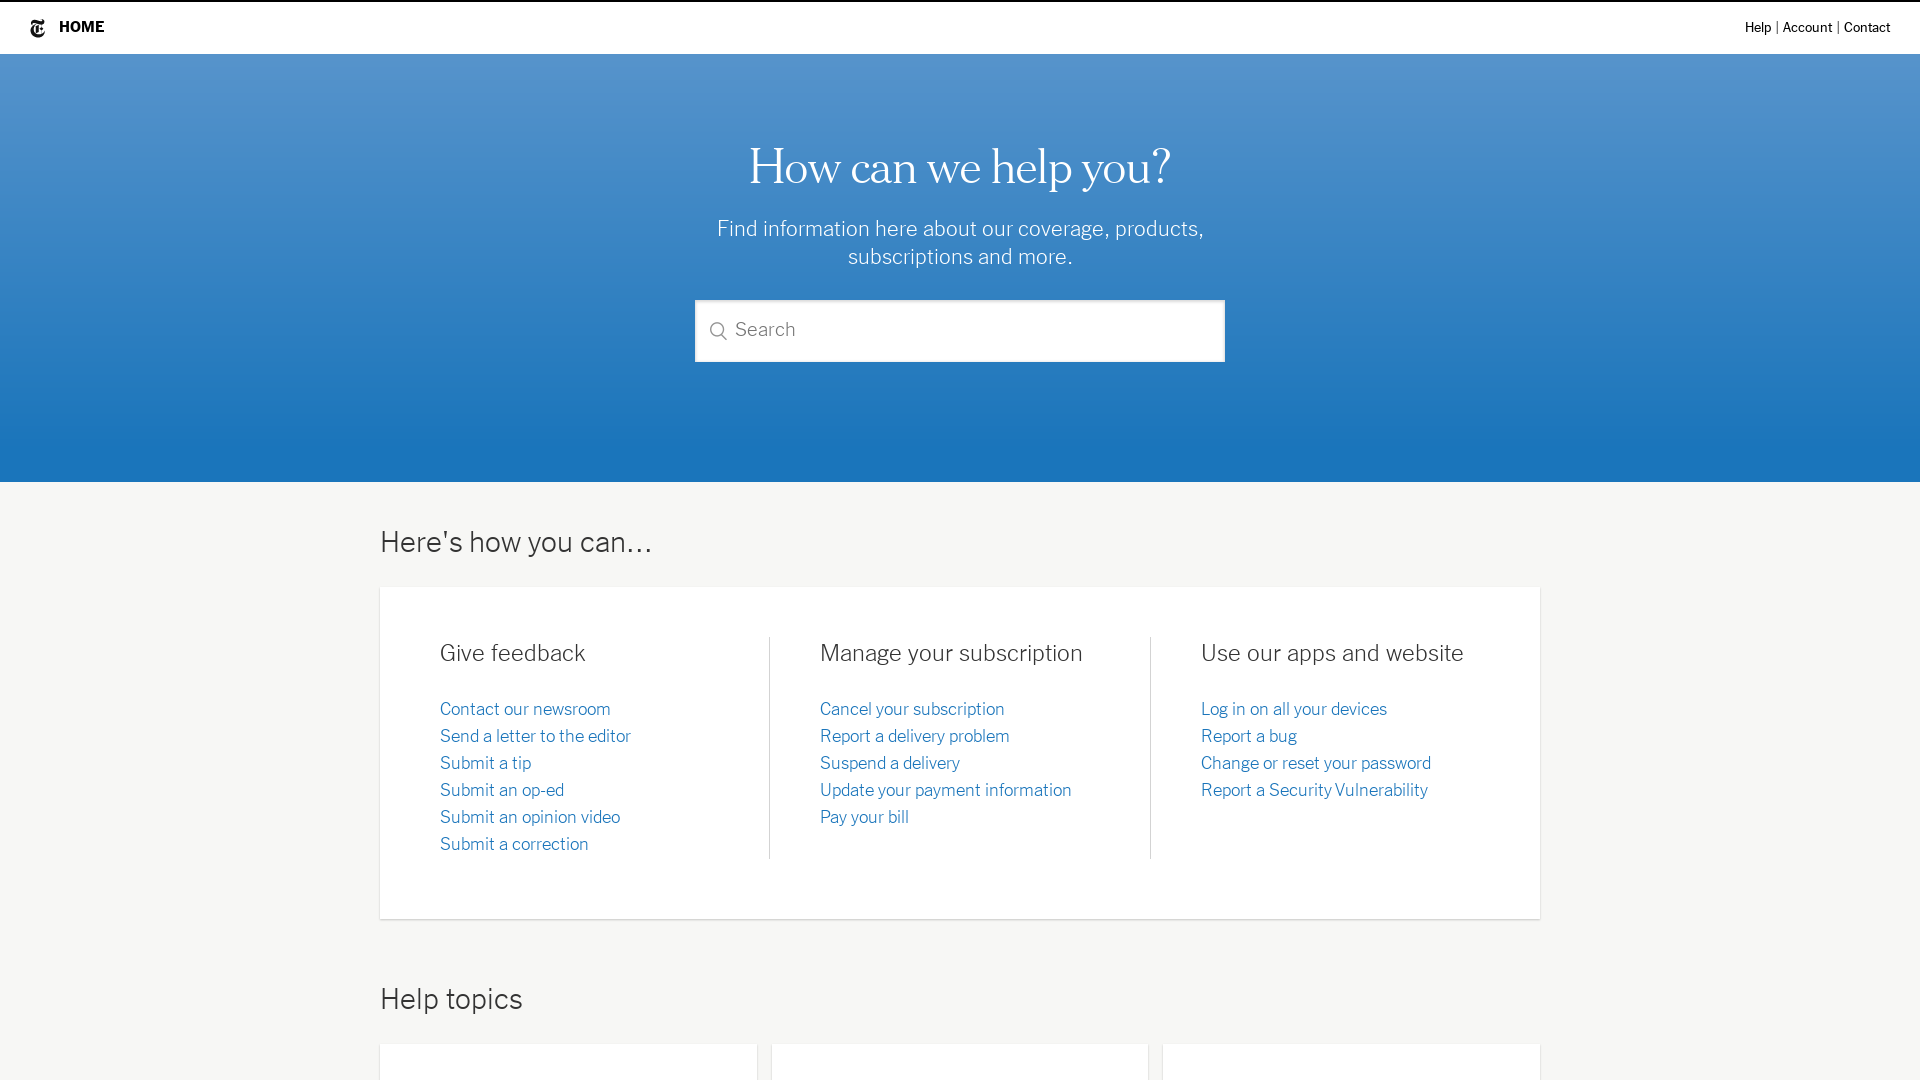 HOME
Help | Account | Contact
How can we help you?
Find information here about our coverage, products,
subscriptions and more.
Search
Here's how you can...
Give feedback
Contact our newsroom
Send a letter to the editor
Submit a tip
Submit an op-ed
Submit an opinion video
Submit a correction
Manage your subscription
Cancel your subscription
Report a delivery problem
Suspend a delivery
Update your payment information
Pay your bill
Use our apps and website
Log in on all your devices
Report a bug
Change or reset your password
Report a Security Vulnerability
Help topics